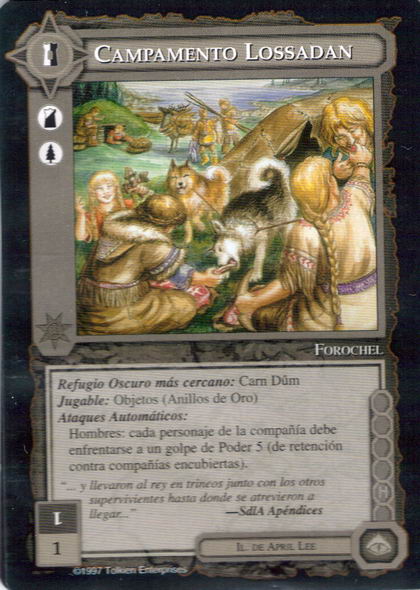 CAMPAMENTO LOSSADAN
FOROCHEL
Refugio Oscuro más cercano: Carn Dûm
Jugable: Objetos (Anillos de Oro)
Ataques Automáticos:
Hombres: cada personaje de la compañía debe
enfrentarse a un golpe de Poder 5 (de retención
contra compañías encubiertas).
"... y llevaron al rey en trineos junto con los otros
supervivientes hasta donde se atrevieron a
llegar..." —SdlA Apéndices
1
1
IL. DE APRIL LEE
©1997 Tolkien Enterprises